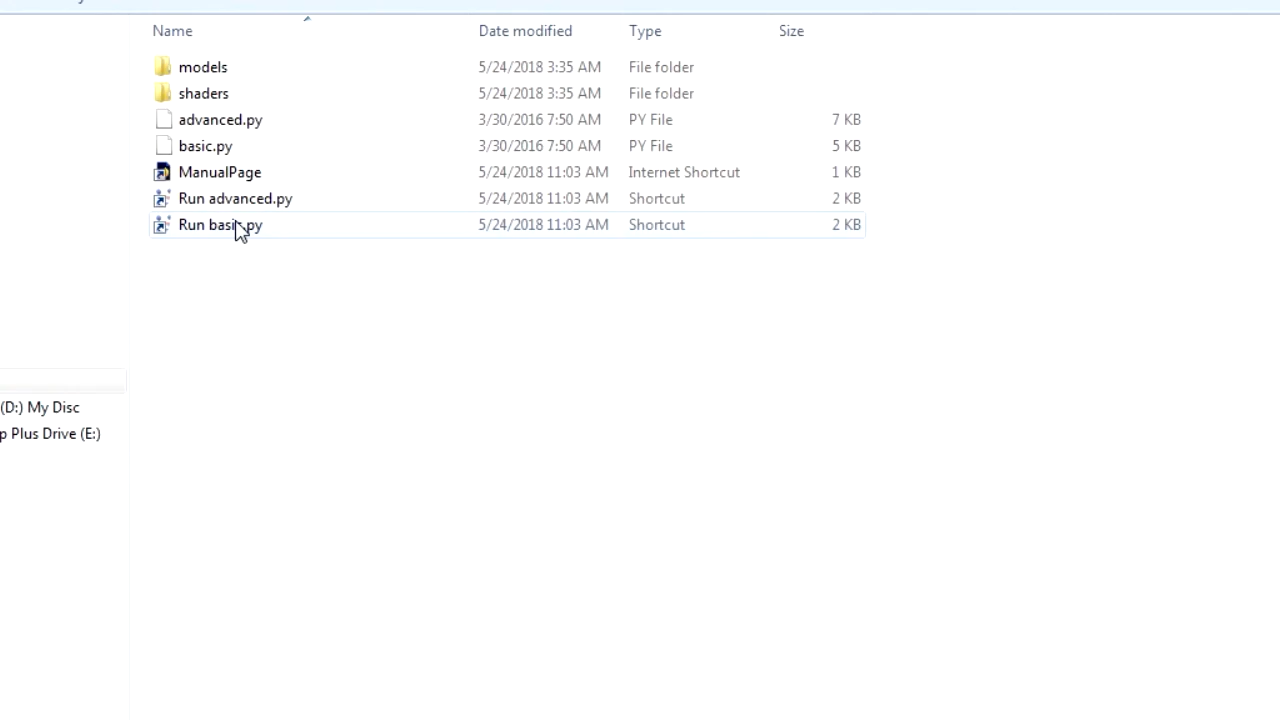 Name Date modified Type Size
models 5/24/2018 3:35 AM File folder
shaders 5/24/2018 3:35 AM File folder
advanced.py 3/30/2016 7:50 AM PY File 7 KB
basic.py 3/30/2016 7:50 AM PY File 5 KB
ManualPage 5/24/2018 11:03 AM Internet Shortcut 1 KB
Run advanced.py 5/24/2018 11:03 AM Shortcut 2 KB
Run basic.py 5/24/2018 11:03 AM Shortcut 2 KB
(D:) My Disc
p Plus Drive (E:)